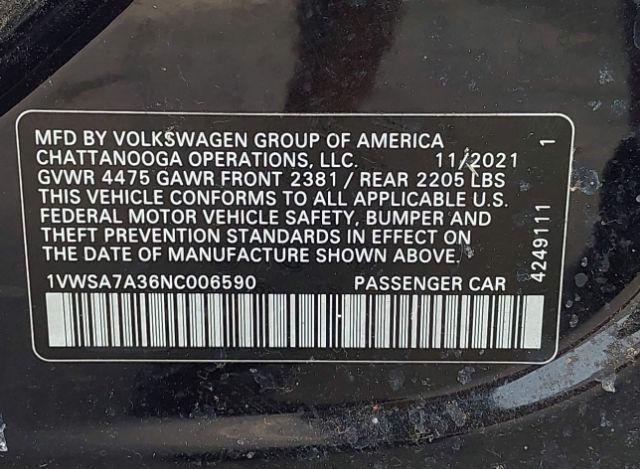 MFD BY VOLKSWAGEN GROUP OF AMERICA
CHATTANOOGA OPERATIONS, LLC. 11/2021
GVWR 4475 GAWR FRONT 2381 / REAR 2205 LBS
THIS VEHICLE CONFORMS TO ALL APPLICABLE U.S.
FEDERAL MOTOR VEHICLE SAFETY, BUMPER AND
THEFT PREVENTION STANDARDS IN EFFECT ON
THE DATE OF MANUFACTURE SHOWN ABOVE.
1VWSA7A36NC006590 PASSENGER CAR
4249111 1